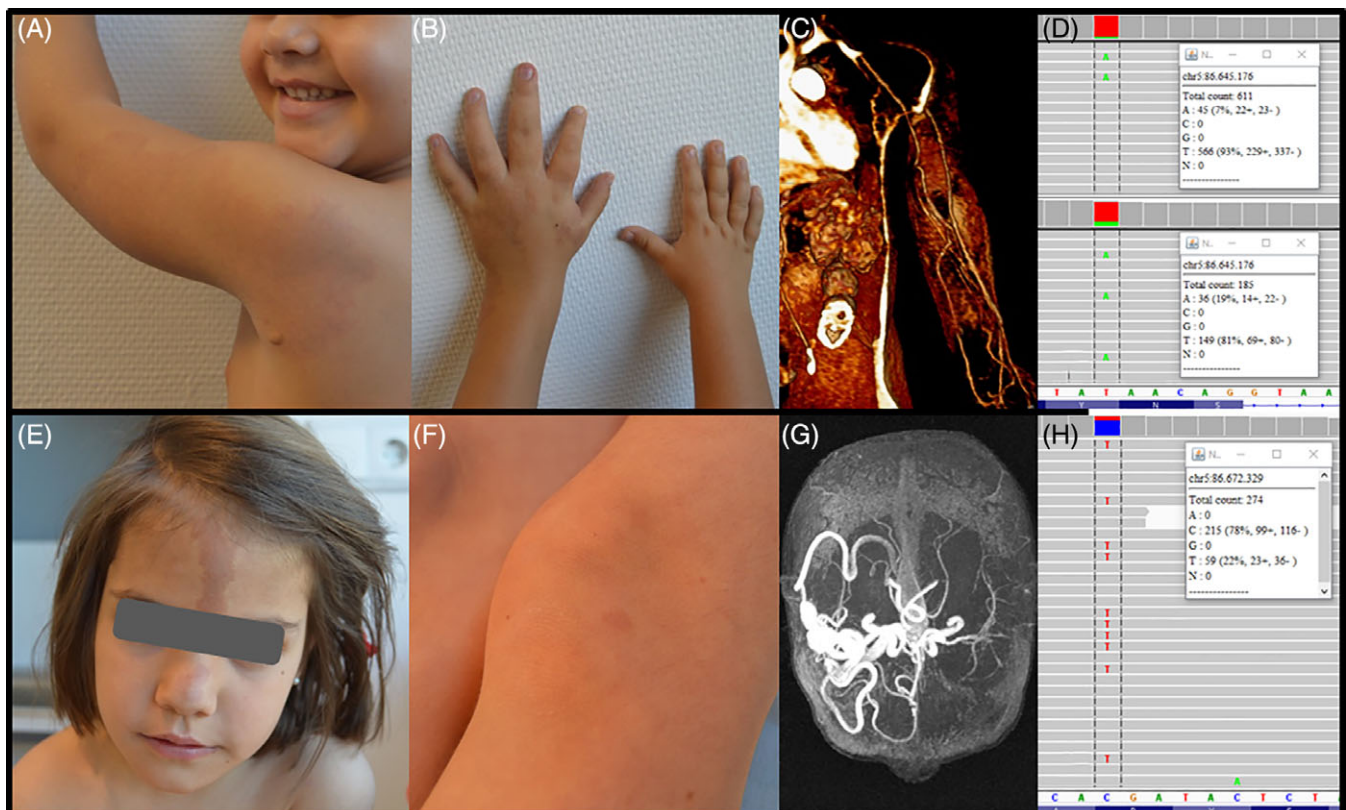 (A)
(B)
(C)
(D)
A
A
N..
chr5:86.645.176
Total count: 611
A : 45 (7%, 22+, 23- )
C : 0
G : 0
T : 566 (93%, 229+, 337- )
N : 0
---------------
A
A
A
N..
chr5:86.645.176
Total count: 185
A : 36 (19%, 14+, 22- )
C : 0
G : 0
T : 149 (81%, 69+, 80- )
N : 0
---------------
T A T A A C A G G T A A
T N S
(E)
(F)
(G)
(H)
T
T
T
T
T
T
T
T
T
T
N..
chr5:86.672.329
Total count: 274
A : 0
C : 215 (78%, 99+, 116- )
G : 0
T : 59 (22%, 23+, 36- )
N : 0
---------------
A
C A C G A T A C T C T